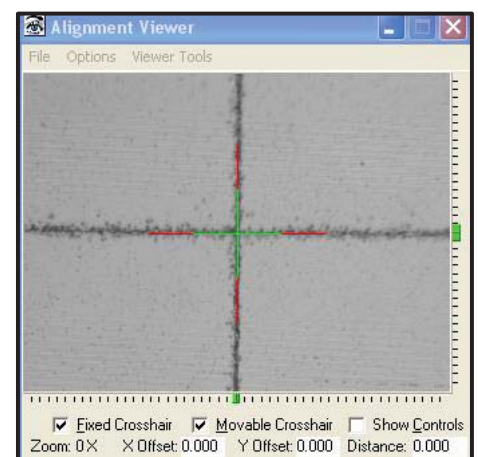 Alignment Viewer
File Options Viewer Tools
Fixed Crosshair Movable Crosshair Show Controls
Zoom: 0X X Offset: 0.000 Y Offset: 0.000 Distance: 0.000